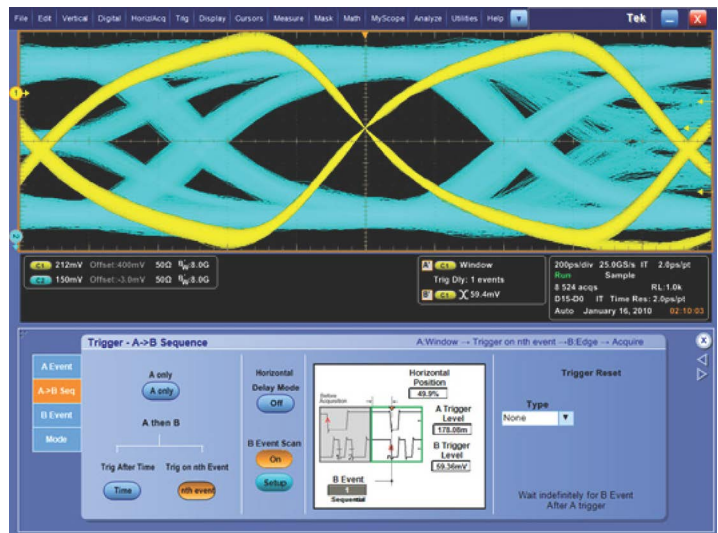 File Edit Vertical Digital Horiz/Acq Trig Display Cursors Measure Mask Math MyScope Analyze Utilities Help Tek X
1
2
C1 212mV Offset:400mV 50Ω BW:8.0G
C2 150mV Offset:-3.0mV 50Ω BW:8.0G
A' C1 Window
Trig Dly: 1 events
B' C1 59.4mV
200ps/div 25.0GS/s IT 2.0ps/pt
Run Sample
8 524 acqs RL:1.0k
D15-D0 IT Time Res: 2.0ps/pt
Auto January 16, 2010 02:10:03
Trigger - A->B Sequence
A:Window → Trigger on nth event →B:Edge → Acquire
X
A Event
A->B Seq
B Event
Mode
A only
A only
A then B
Trig After Time
Trig on nth Event
Time
nth event
Horizontal
Delay Mode
Off
B Event Scan
On
Setup
Before
Acquisition
Horizontal
Position
49.9%
A Trigger
Level
178.08m
B Trigger
Level
59.36mV
B Event
1
Sequential
Trigger Reset
Type
None
Wait indefinitely for B Event
After A trigger